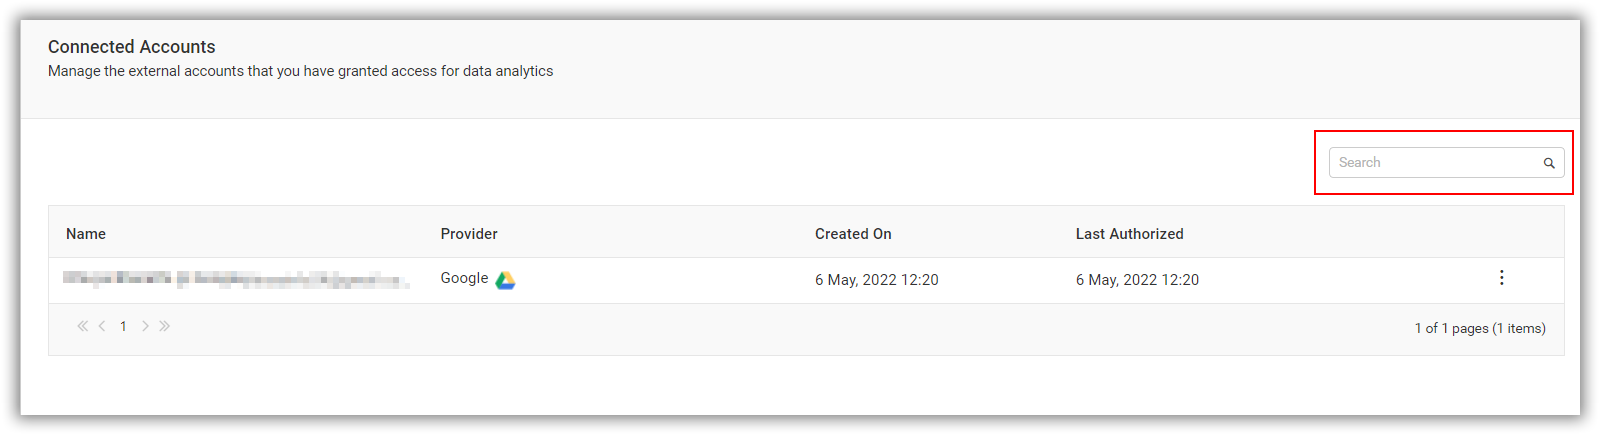 Connected Accounts
Manage the external accounts that you have granted access for data analytics
Search
Name Provider Created On Last Authorized
Google 6 May, 2022 12:20 6 May, 2022 12:20
1
1 of 1 pages (1 items)